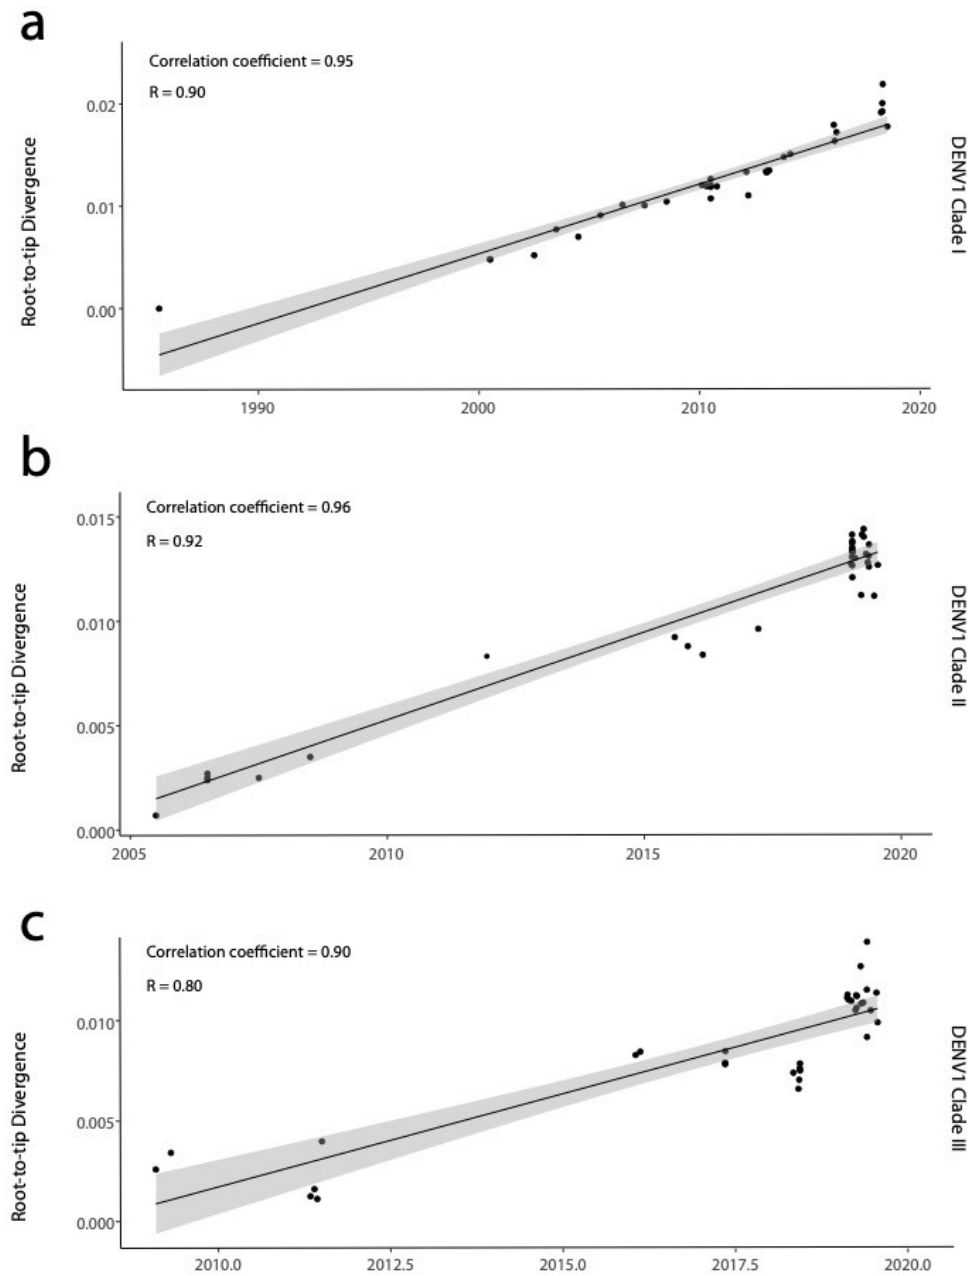 a
Correlation coefficient = 0.95
R = 0.90
Root-to-tip Divergence
0.02
0.01
0.00
1990
2000
2010
2020
DENV1 Clade I
b
Correlation coefficient = 0.96
R = 0.92
Root-to-tip Divergence
0.015
0.010
0.005
0.000
2005
2010
2015
2020
DENV1 Clade II
c
Correlation coefficient = 0.90
R = 0.80
Root-to-tip Divergence
0.010
0.005
0.000
2010.0
2012.5
2015.0
2017.5
2020.0
DENV1 Clade III